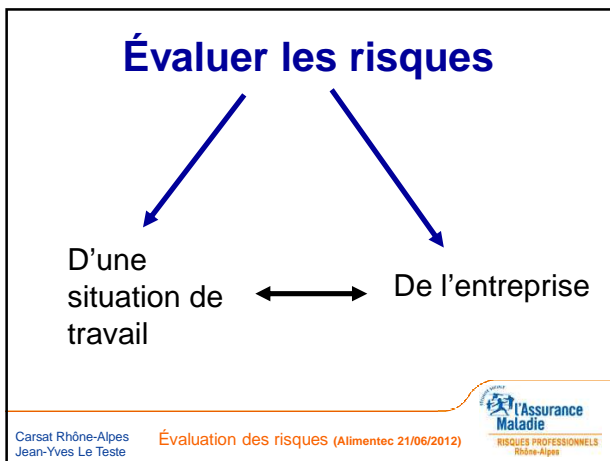 Évaluer les risques
D'une
situation de
travail
De l'entreprise
Carsat Rhône-Alpes
Jean-Yves Le Teste
Évaluation des risques (Alimentec 21/06/2012)
l'Assurance
Maladie
RISQUES PROFESSIONNELS
Rhône-Alpes